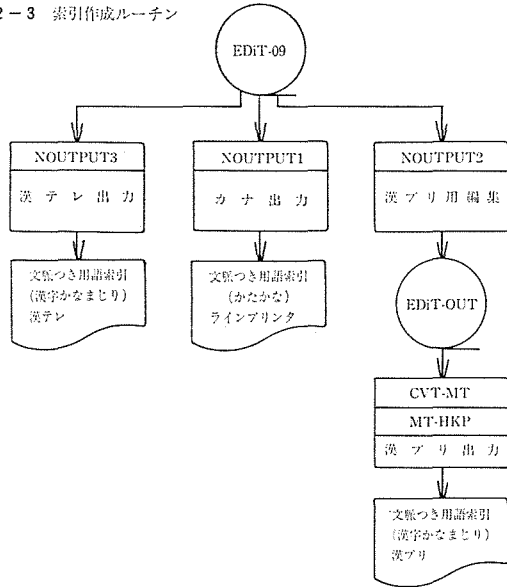 2－3 索引作成ルーチン
EDiT-09
NOUTPUT3
漢テレ出力
文脈つき用語索引
(漢字かなまじり)
漢テレ
NOUTPUT1
カナ出力
文脈つき用語索引
(かたかな)
ラインプリンタ
NOUTPUT2
漢プリ用編集
EDiT-OUT
CVT-MT
MT-HKP
漢プリ出力
文脈つき用語索引
(漢字かなまじり)
漢プリ